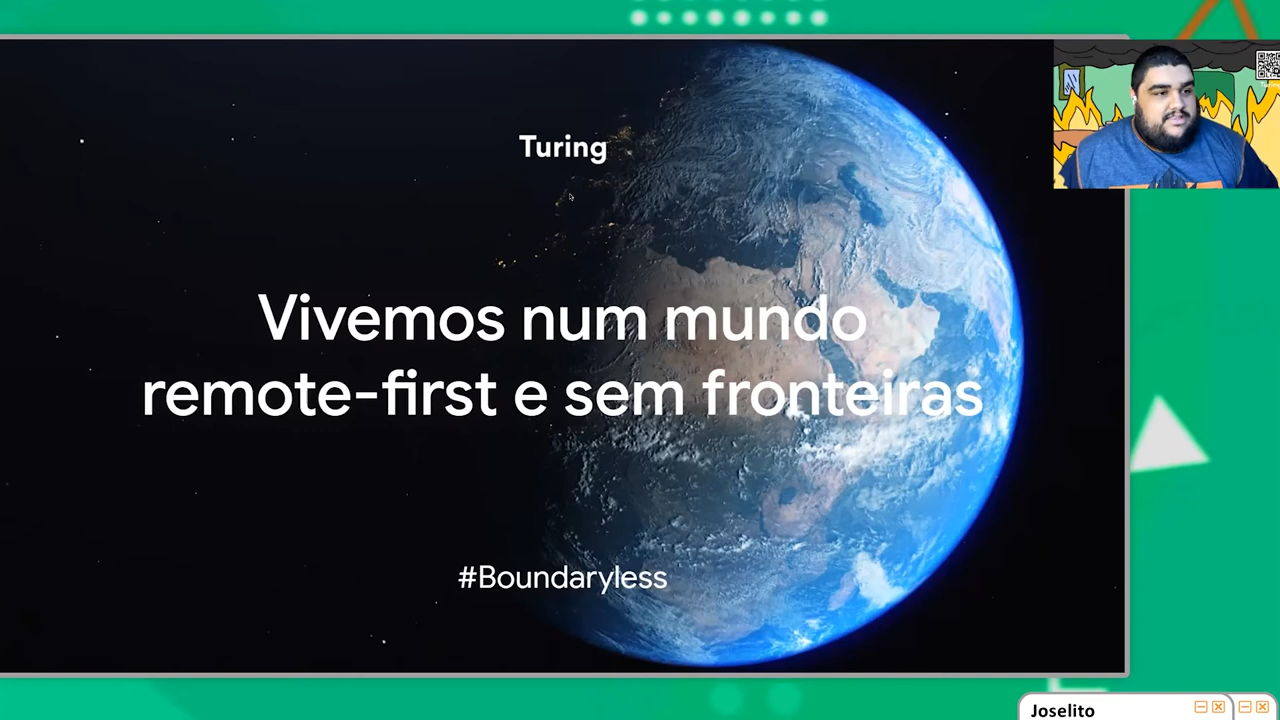 Turing
Vivemos num mundo
remote-first e sem fronteiras
#Boundaryless
Joselito